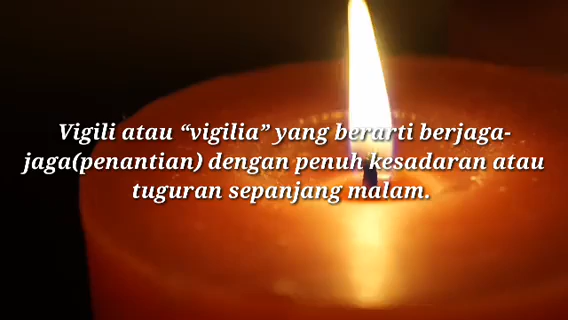 Vigili atau “vigilia” yang berarti berjaga-
jaga(penantian) dengan penuh kesadaran atau
tuguran sepanjang malam.